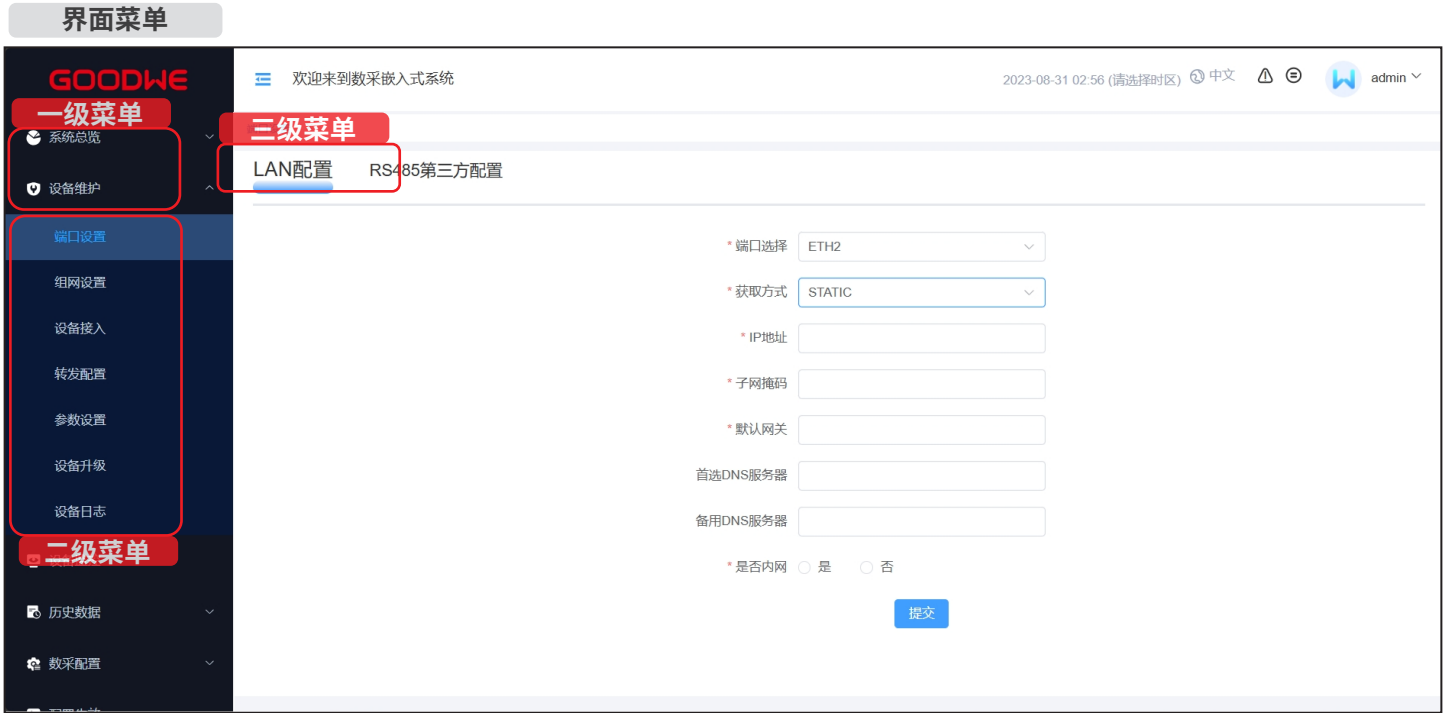 界面菜单
GOODWE
欢迎来到数采嵌入式系统
2023-08-31 02:56 (请选择时区)
中文
admin
一级菜单
系统总览
设备维护
三级菜单
LAN配置
RS485第三方配置
端口设置
组网设置
设备接入
转发配置
参数设置
设备升级
设备日志
二级菜单
历史数据
数采配置
* 端口选择 ETH2
* 获取方式 STATIC
* IP地址
* 子网掩码
* 默认网关
首选DNS服务器
备用DNS服务器
* 是否内网 是 否
提交